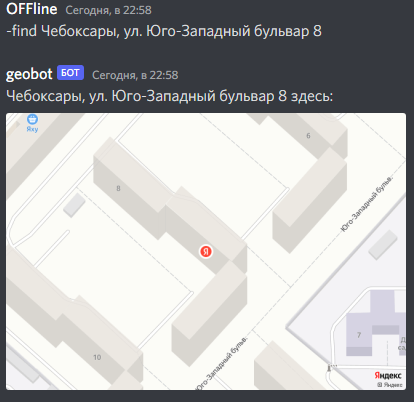 OFFline Сегодня, в 22:58
-find Чебоксары, ул. Юго-Западный бульвар 8
geobot БОТ Сегодня, в 22:58
Чебоксары, ул. Юго-Западный бульвар 8 здесь:
Яху
6
8
Юго-Западный бульв.
Я
7
10
Юго-Западный бульв.
Яндекс
© Яндекс